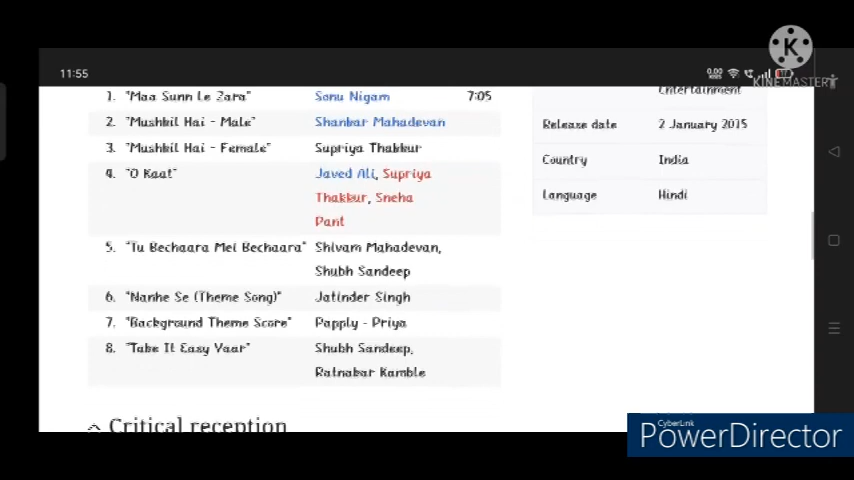 11:55
0.00
KB/S
K
KINEMASTER
Entertainment
1. "Maa Sunn Le Zara" Sonu Nigam 7:05
2. "Mushkil Hai - Male" Shankar Mahadevan
3. "Mushkil Hai - Female" Supriya Thakkur
4. "O Kaat" Javed Ali, Supriya
Thakkur, Sneha
Pant
5. "Tu Bechaara Mei Bechaara" Shivam Mahadevan,
Shubh Sandeep
6. "Nanhe Se (Theme Song)" Jatinder Singh
7. "Background Theme Score" Papply - Priya
8. "Take It Easy Yaar" Shubh Sandeep,
Ratnakar Kamble
Release date 2 January 2015
Country India
Language Hindi
Critical reception
CyberLink
PowerDirector